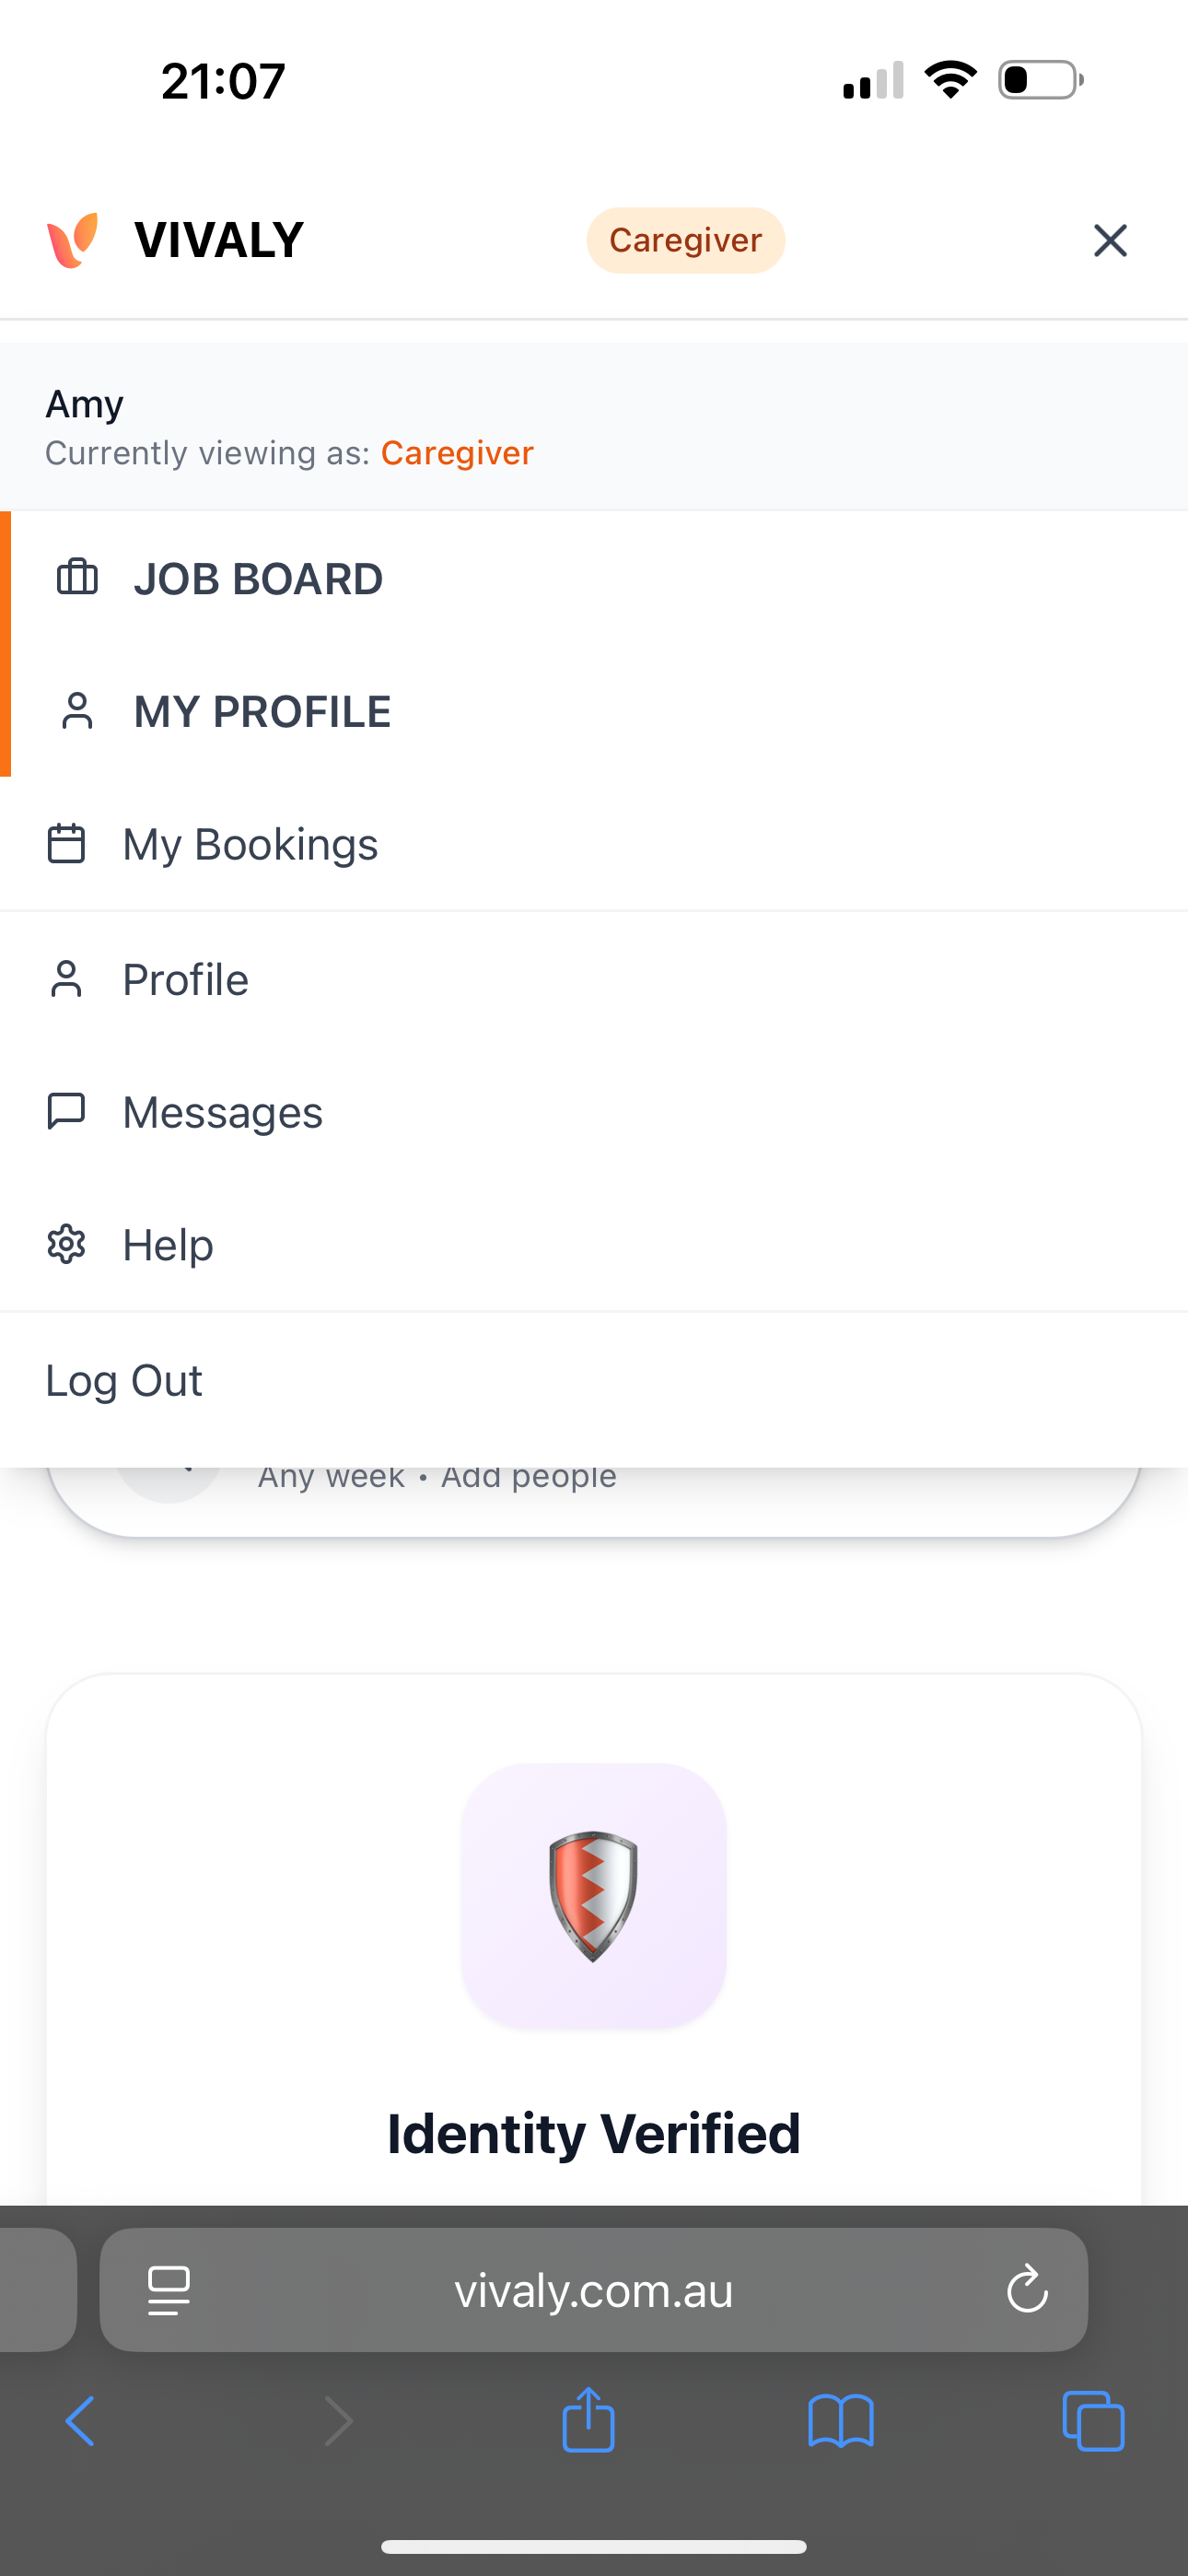 21:07
VIVALY
Caregiver
Amy
Currently viewing as: Caregiver
JOB BOARD
MY PROFILE
My Bookings
Profile
Messages
Help
Log Out
Any week • Add people
Identity Verified
vivaly.com.au